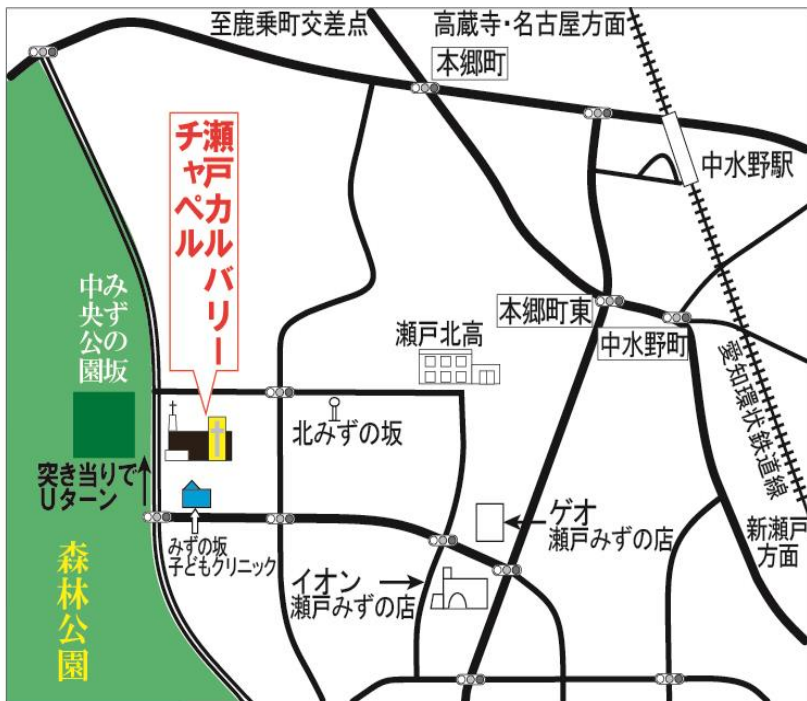 至鹿乗町交差点
高蔵寺・名古屋方面
本郷町
中水野駅
瀬戸カルバリー
チャペル
みずの坂
中央公園
瀬戸北高
本郷町東
中水野町
愛知環状鉄道線
北みずの坂
突き当りで
Uターン
ゲオ
瀬戸みずの店
新瀬戸
方面
みずの坂
子どもクリニック
イオン
瀬戸みずの店
森林公園